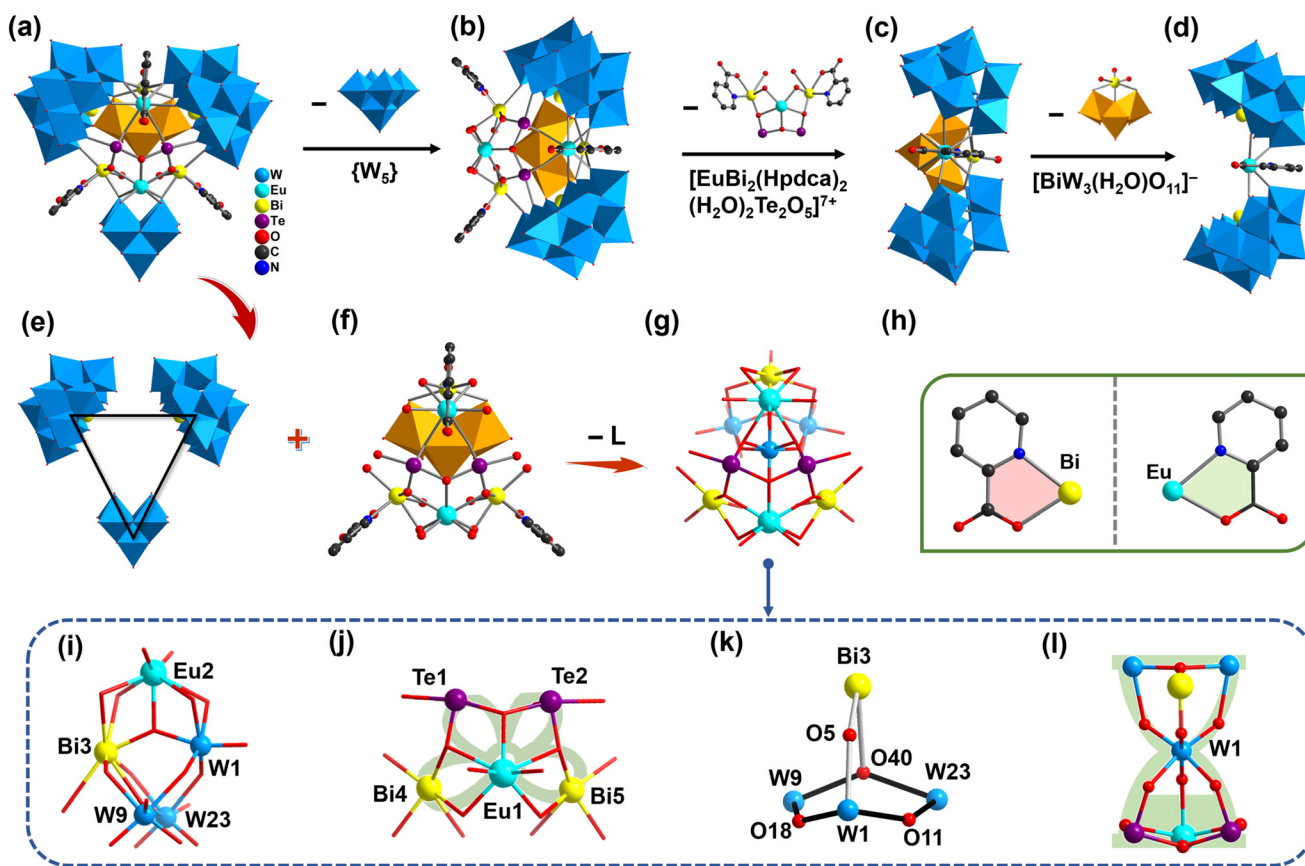 (a)
(b)
(c)
(d)
–
{W₅}
–
[EuBi₂(Hpdca)₂
(H₂O)₂Te₂O₅]⁷⁺
–
[BiW₃(H₂O)O₁₁]⁻
W
Eu
Bi
Te
O
C
N
(e)
(f)
(g)
(h)
+
– L
Bi
Eu
(i)
(j)
(k)
(l)
Eu2
Bi3
W1
W9
W23
Te1
Te2
Bi4
Eu1
Bi5
Bi3
O5
O40
W9
W23
O18
W1
O11
W1